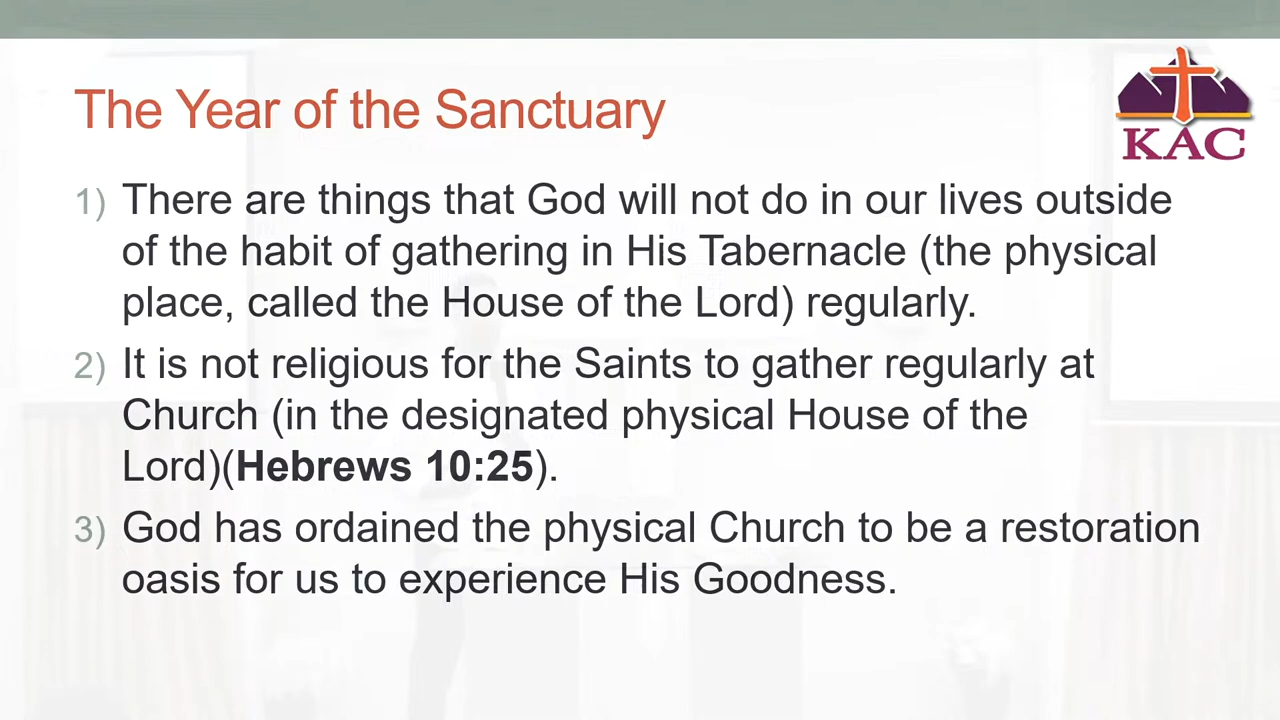 The Year of the Sanctuary
KAC
1) There are things that God will not do in our lives outside
of the habit of gathering in His Tabernacle (the physical
place, called the House of the Lord) regularly.
2) It is not religious for the Saints to gather regularly at
Church (in the designated physical House of the
Lord)(Hebrews 10:25).
3) God has ordained the physical Church to be a restoration
oasis for us to experience His Goodness.